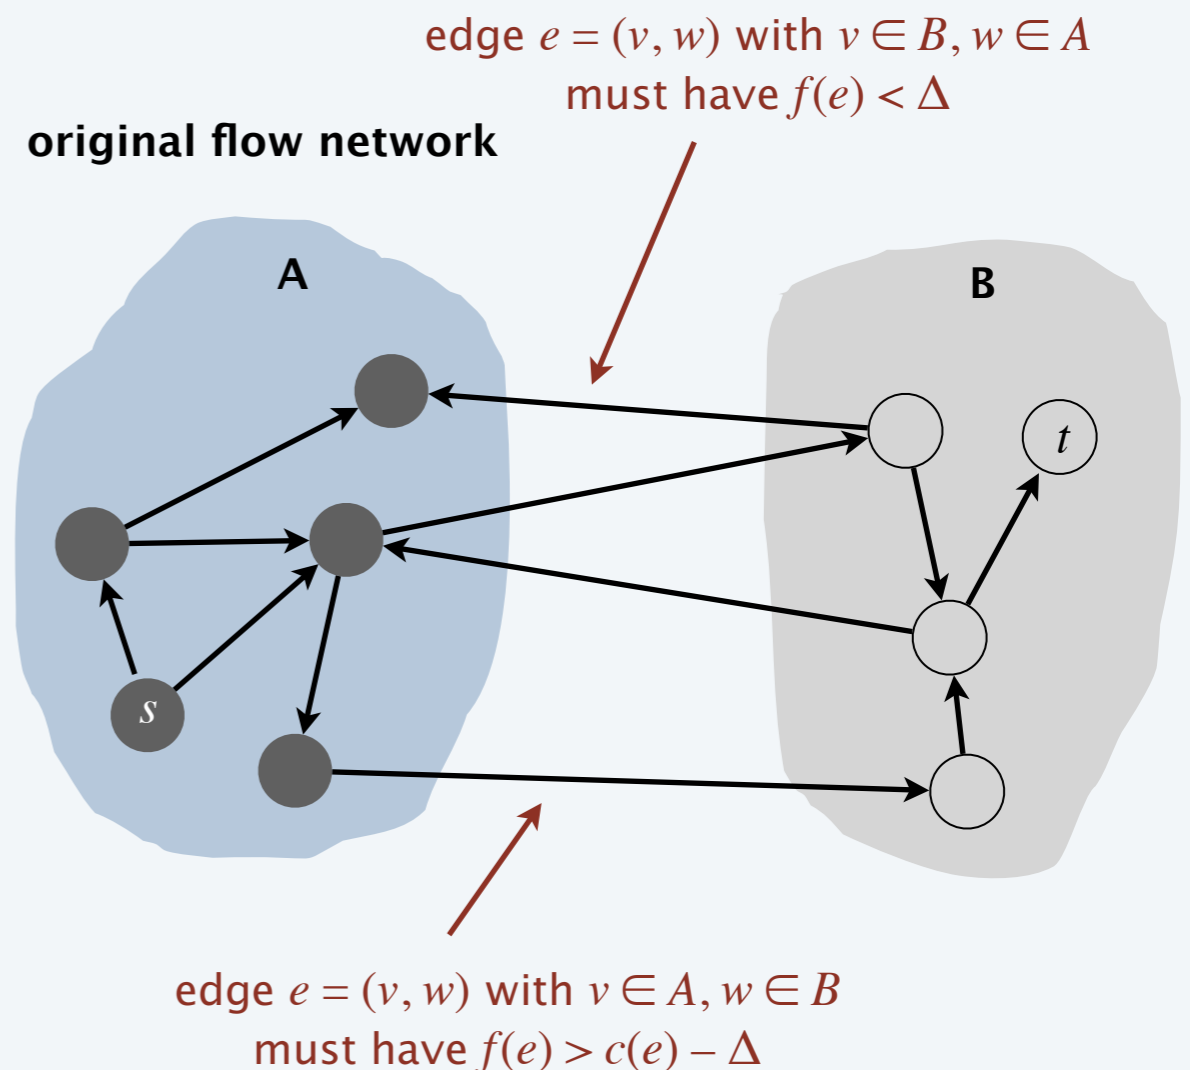 edge e = (v, w) with v ∈ B, w ∈ A
must have f(e) < Δ
original flow network
A
B
t
s
edge e = (v, w) with v ∈ A, w ∈ B
must have f(e) > c(e) – Δ